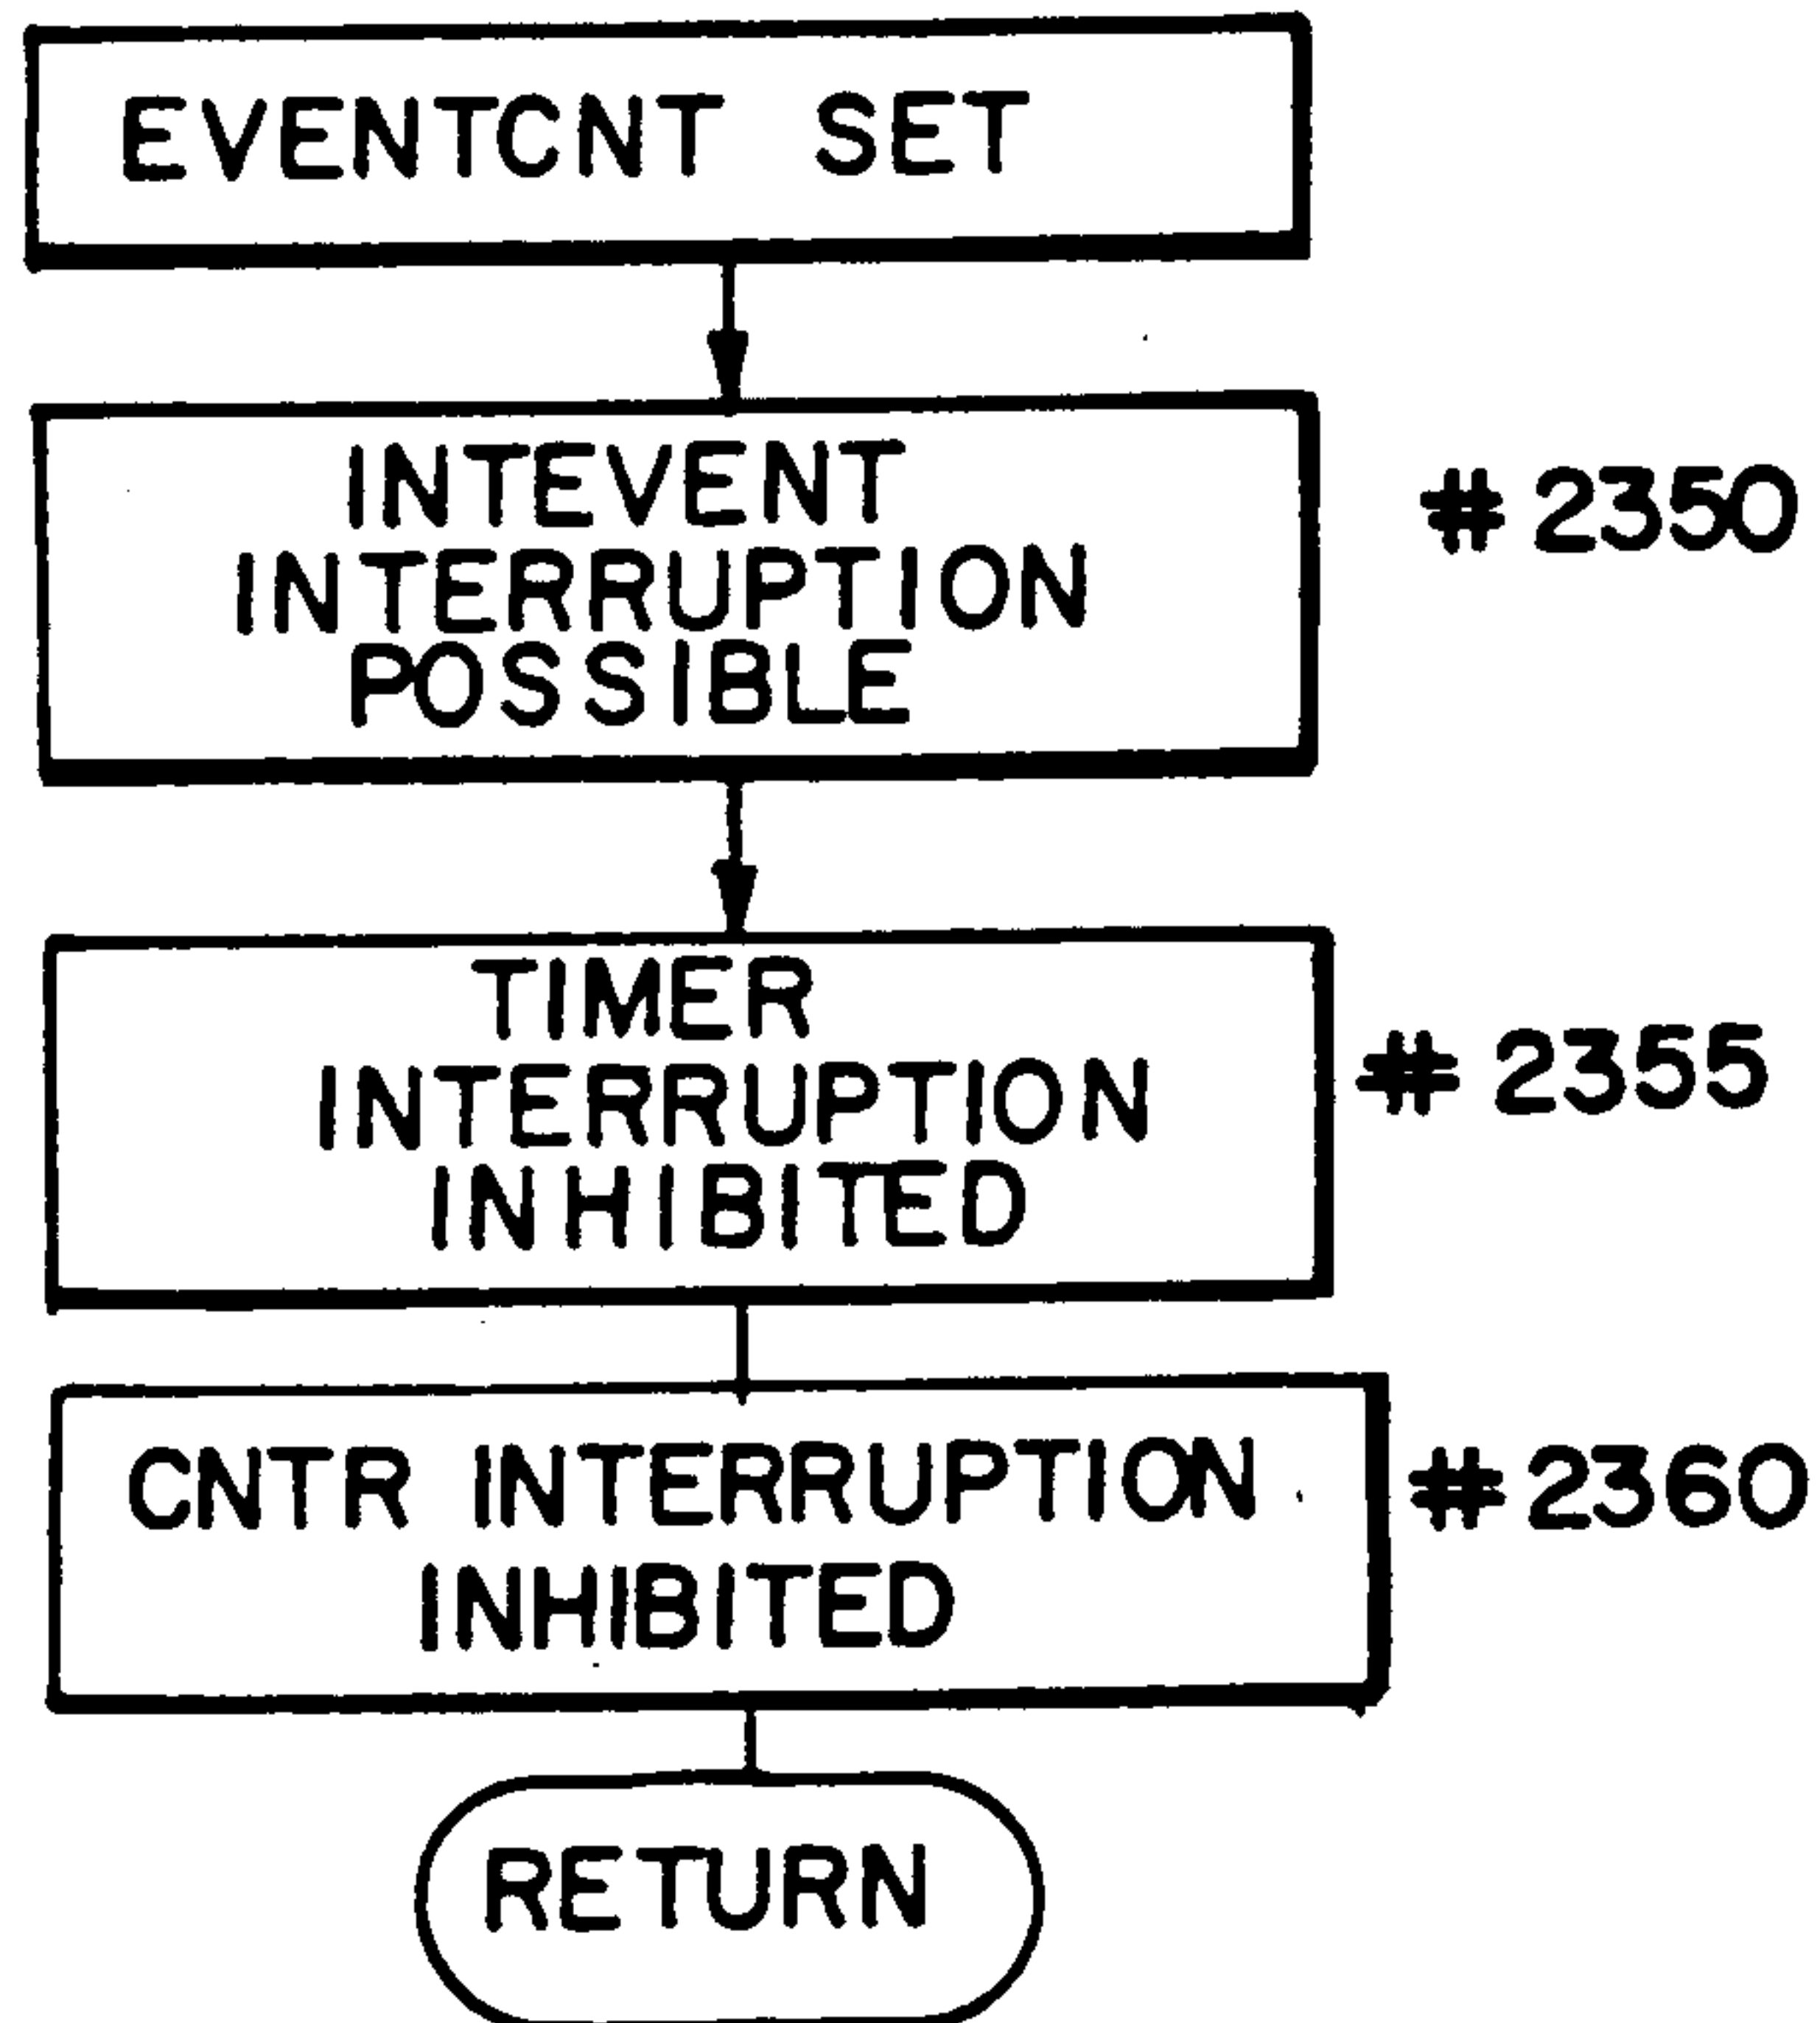 EVENTCNT SET
INTEVENT
INTERRUPTION
POSSIBLE
#2350
TIMER
INTERRUPTION
INHIBITED
#2355
CNTR INTERRUPTION
INHIBITED
#2360
RETURN